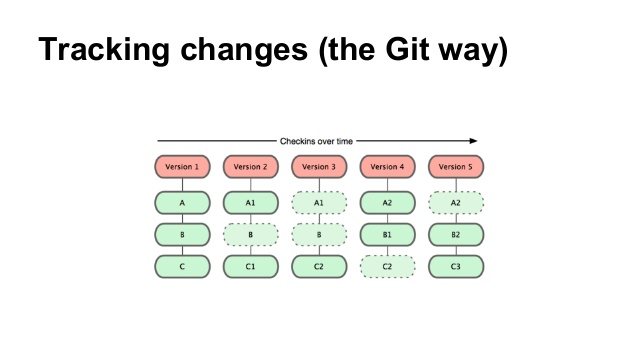 Tracking changes (the Git way)
Checkins over time
Version 1 Version 2 Version 3 Version 4 Version 5
A A1 A1 A2 A2
B B B B1 B2
C C1 C2 C2 C3